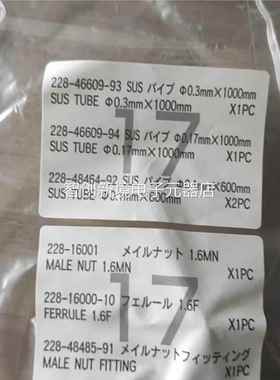 228-46609-93 SUS パイプ Φ0.3mm×1000mm
SUS TUBE Φ0.3mm×1000mm X1PC
17
228-46609-94 SUS パイプ Φ0.17mm×1000mm
SUS TUBE Φ0.17mm×1000mm X1PC
228-48464-92 SUS パイプ ×600mm
SUS TUBE ×600mm X2PC
228-16001 メイルナット 1.6MN
MALE NUT 1.6MN X1PC
17
228-16000-10 フェルール 1.6F
FERRULE 1.6F X1PC
228-48485-91 メイルナットフィッティング
MALE NUT FITTING X1PC